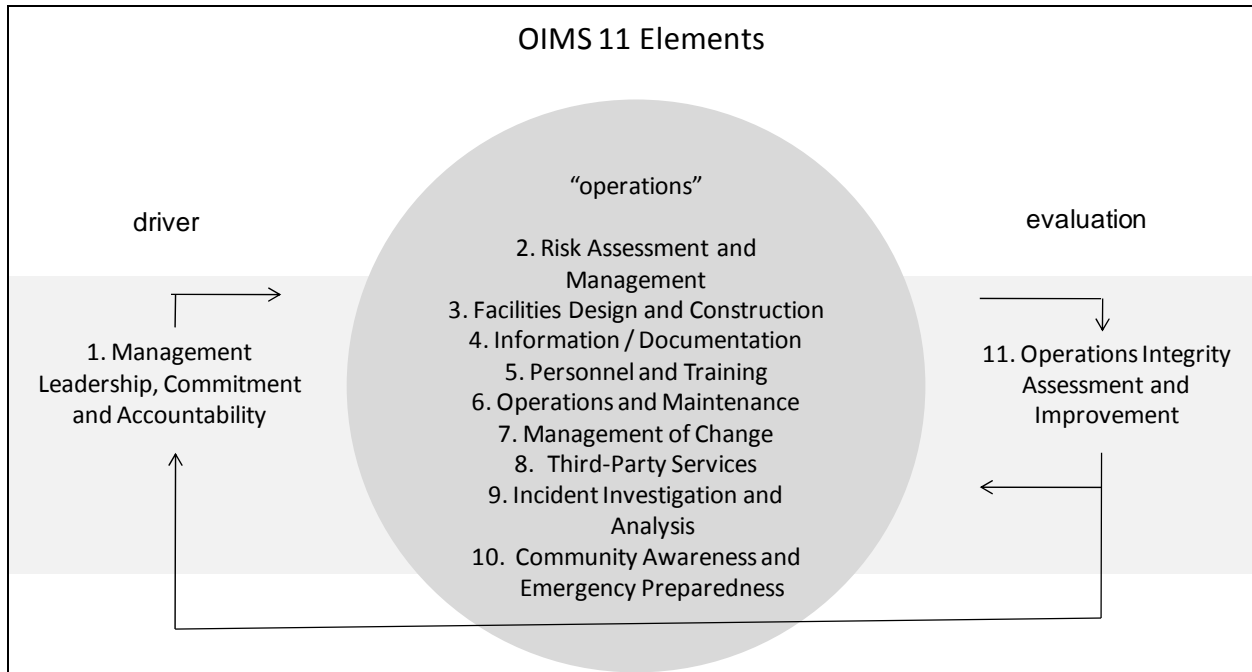 OIMS 11 Elements
driver
1. Management
Leadership, Commitment
and Accountability
“operations”
2. Risk Assessment and
Management
3. Facilities Design and Construction
4. Information / Documentation
5. Personnel and Training
6. Operations and Maintenance
7. Management of Change
8. Third-Party Services
9. Incident Investigation and
Analysis
10. Community Awareness and
Emergency Preparedness
evaluation
11. Operations Integrity
Assessment and
Improvement